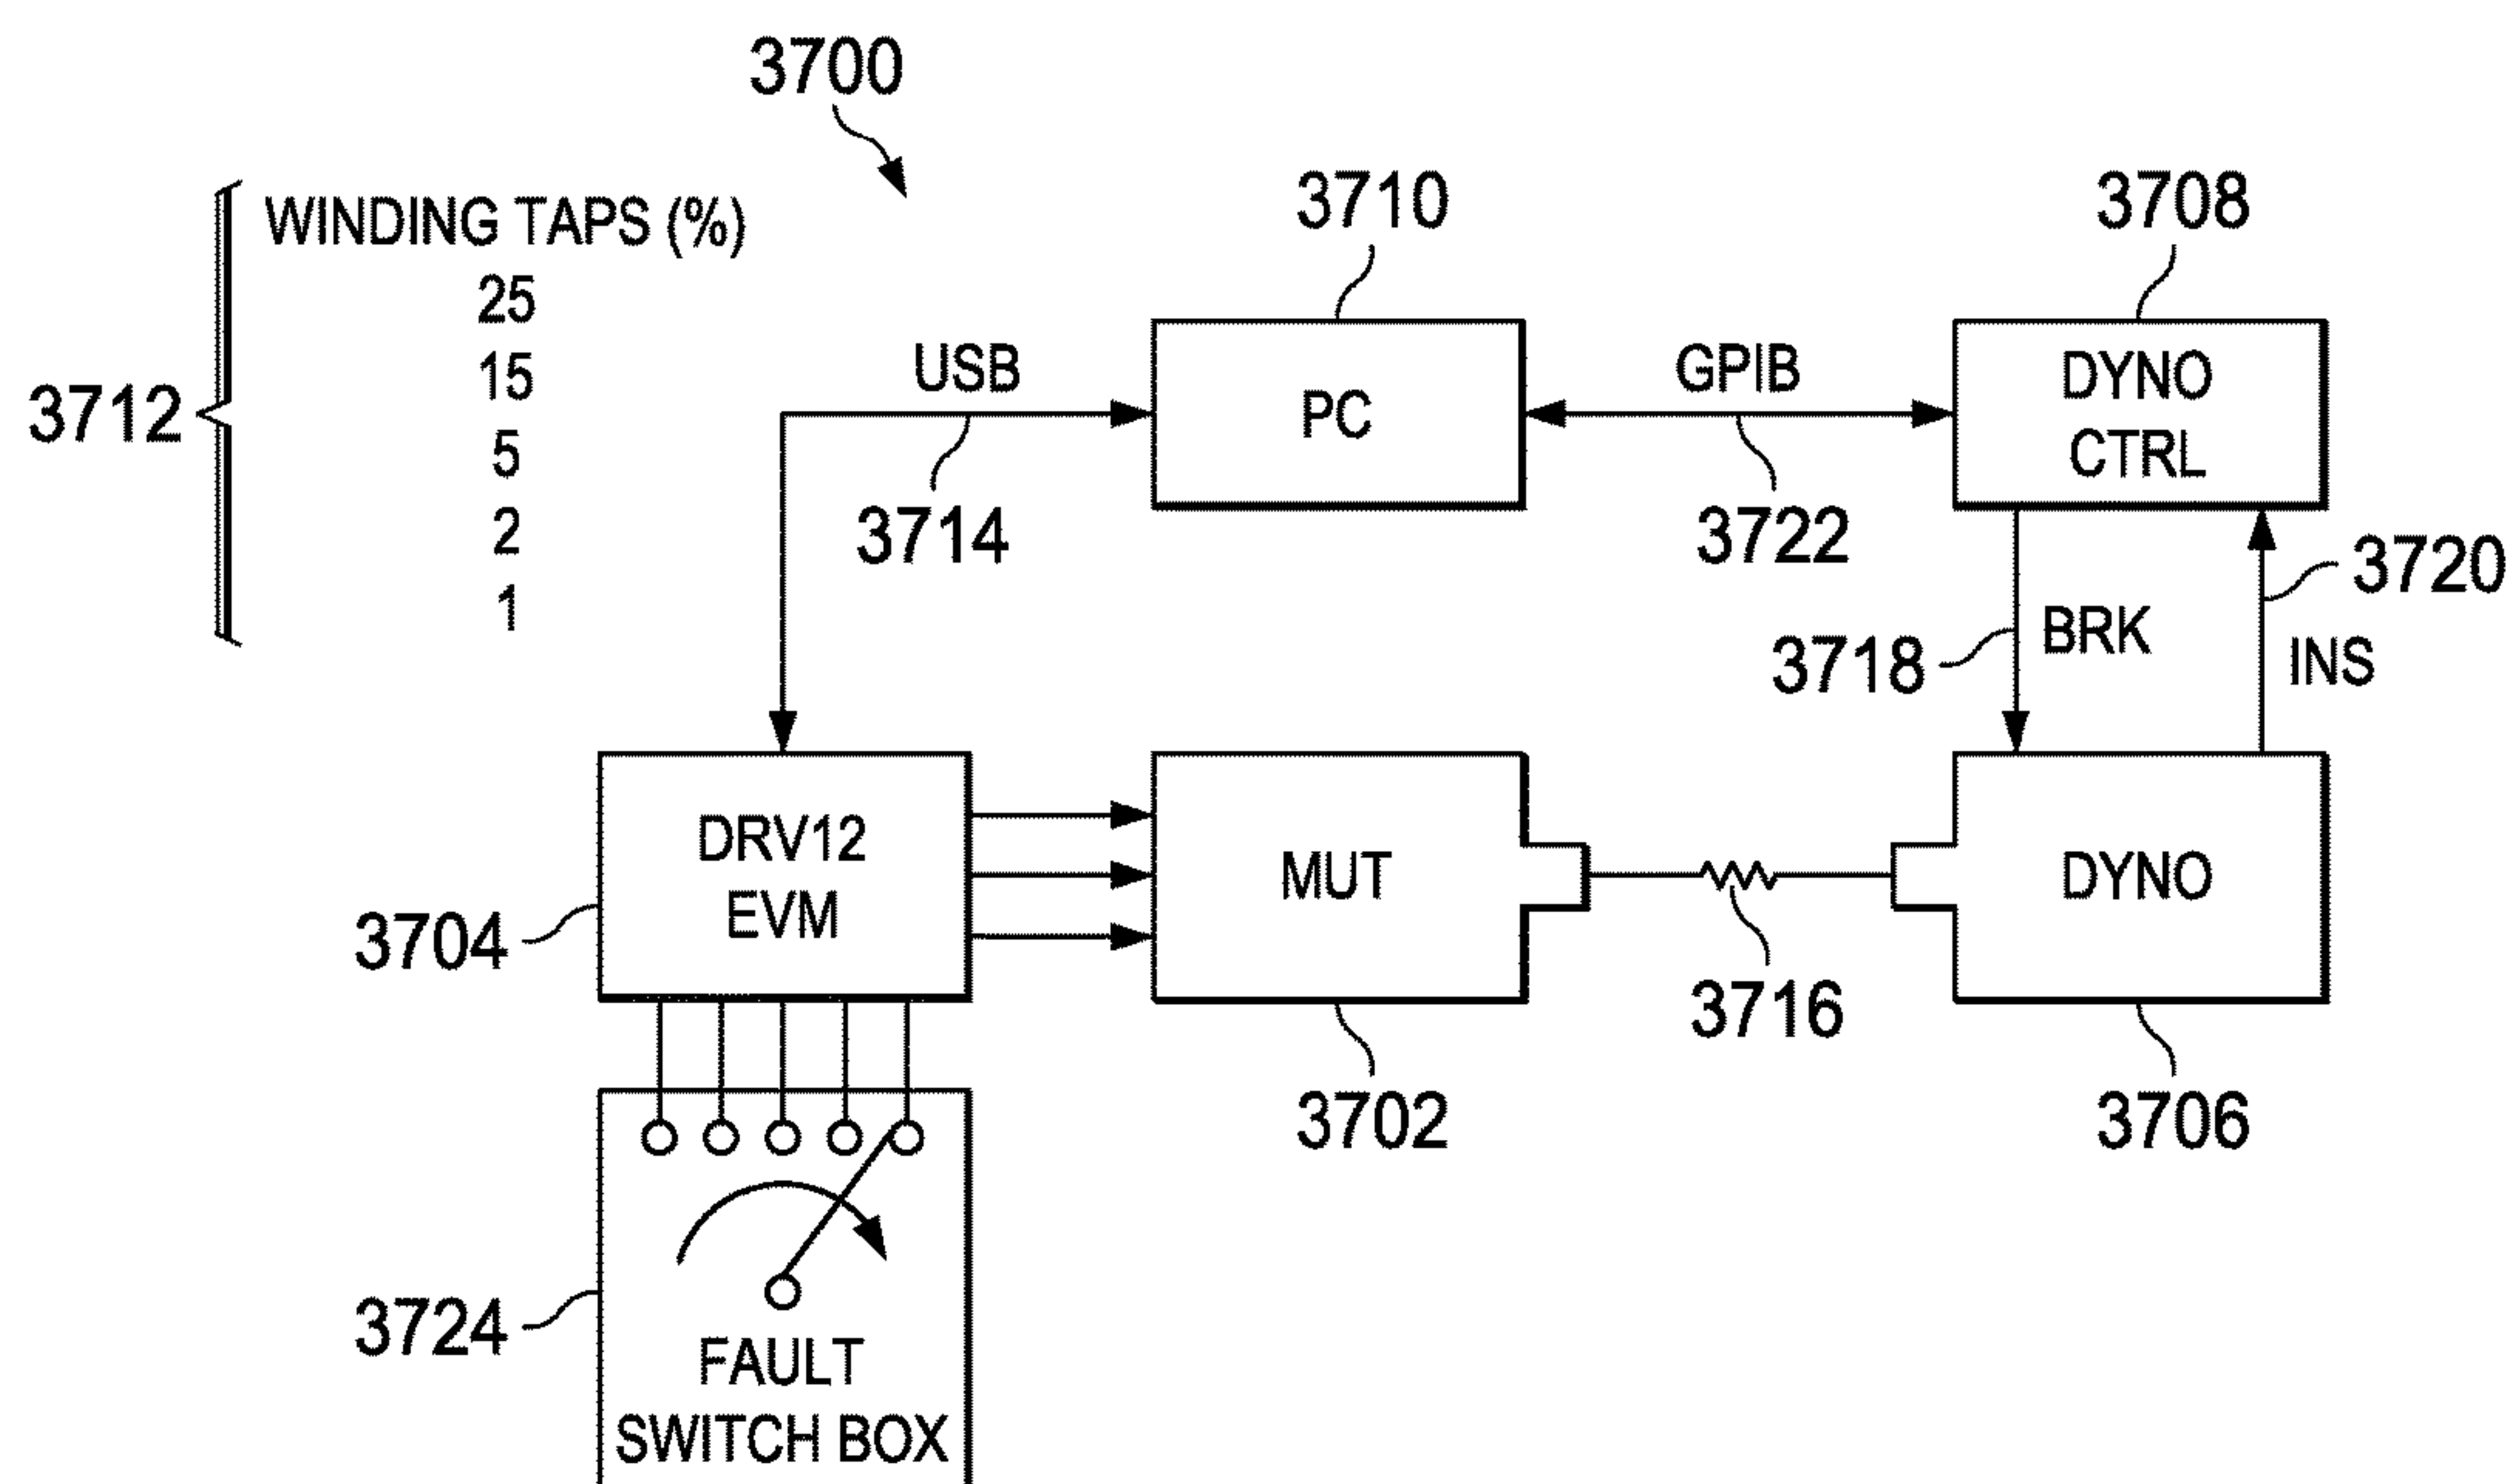 3700
3710
3708
WINDING TAPS (%)
25
15
5
2
1
3712
USB
PC
GPIB
DYNO
CTRL
3714
3722
3720
3718
BRK
INS
DRV12
EVM
MUT
DYNO
3704
3716
3702
3706
3724
FAULT
SWITCH BOX